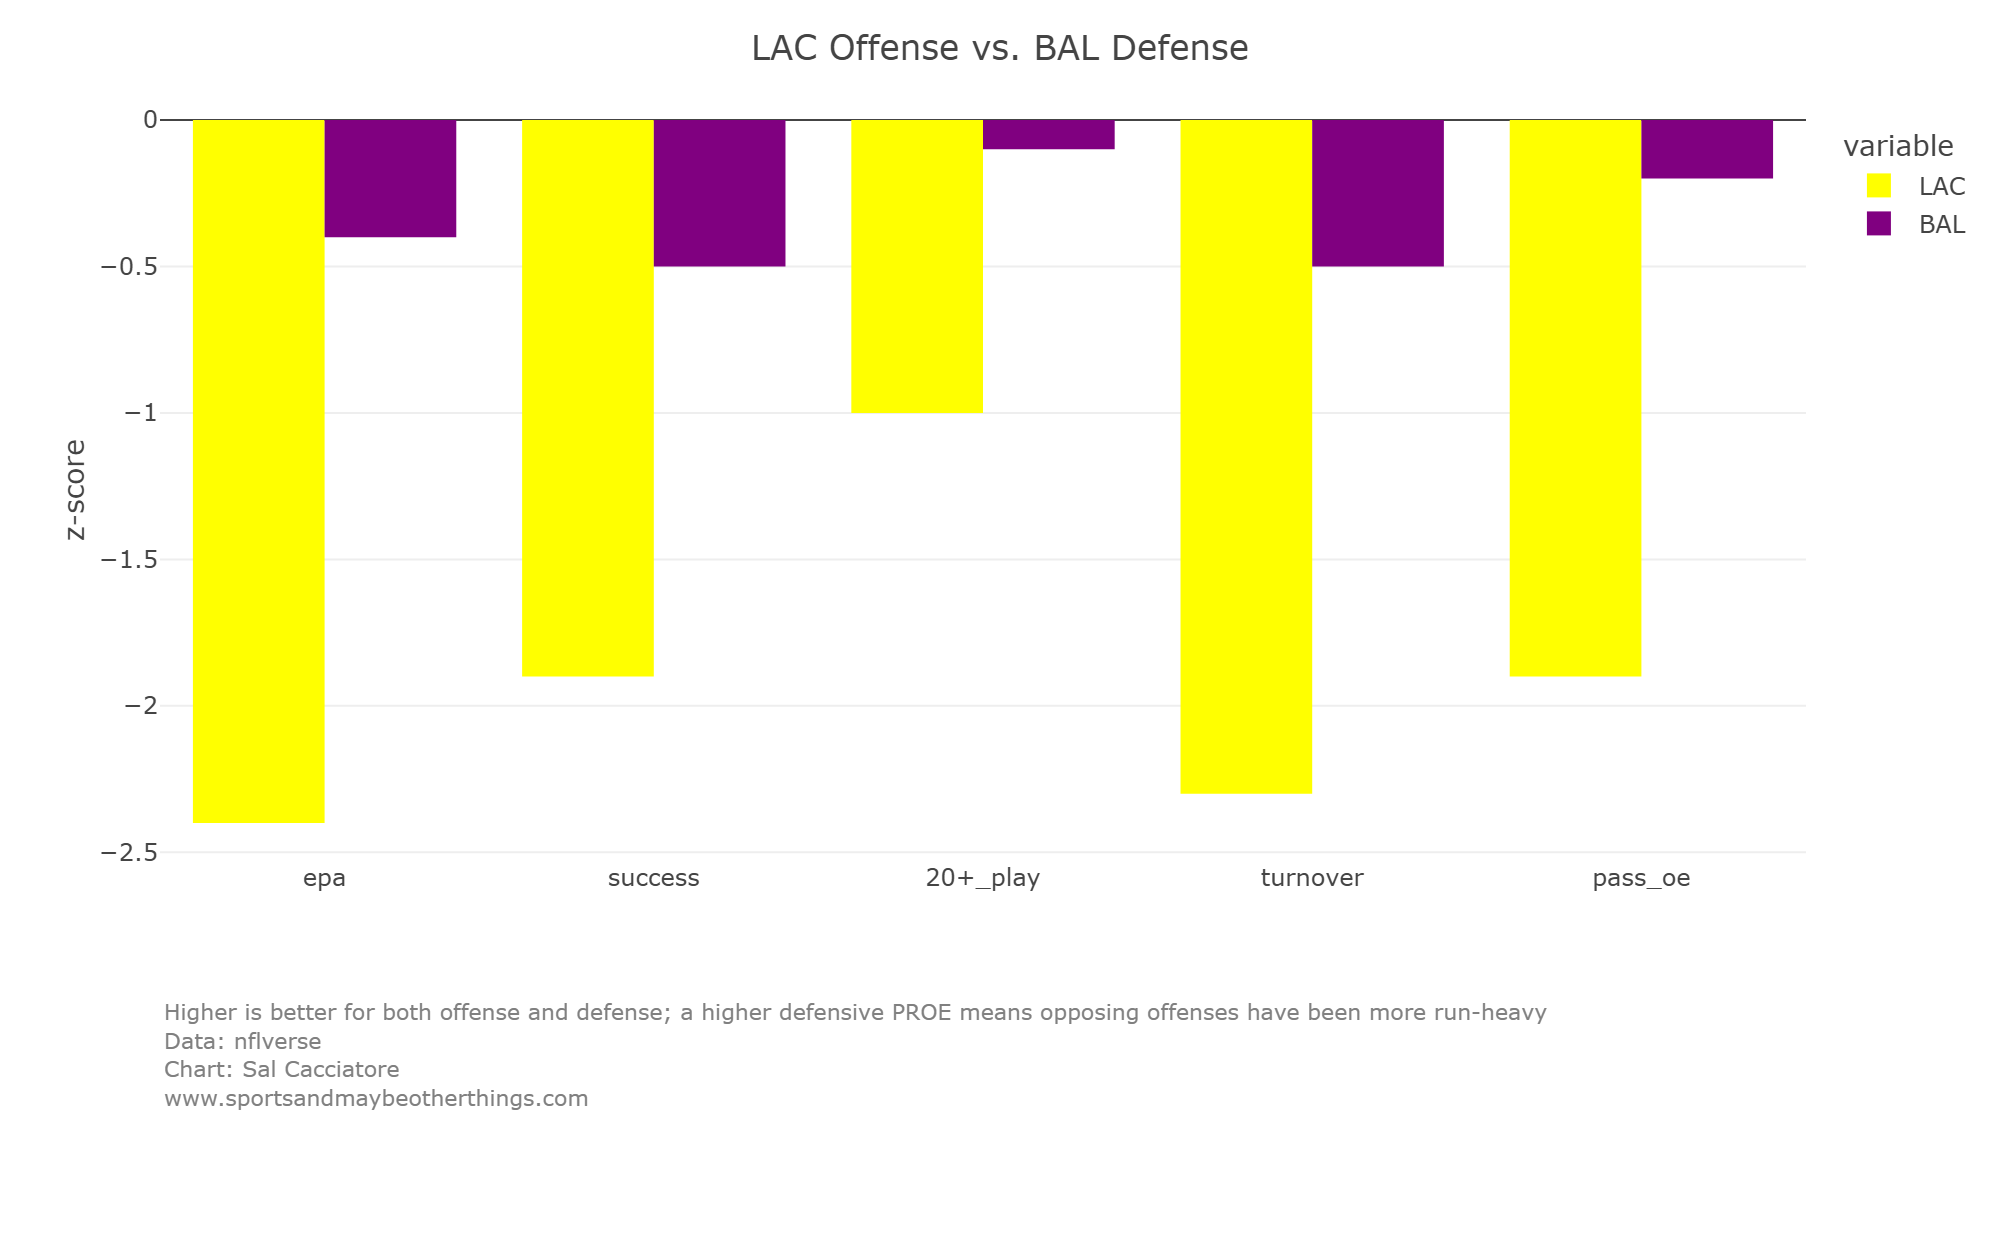 LAC Offense vs. BAL Defense
0
−0.5
−1
−1.5
−2
−2.5
z-score
epa
success
20+_play
turnover
pass_oe
variable
LAC
BAL
Higher is better for both offense and defense; a higher defensive PROE means opposing offenses have been more run-heavy
Data: nflverse
Chart: Sal Cacciatore
www.sportsandmaybeotherthings.com